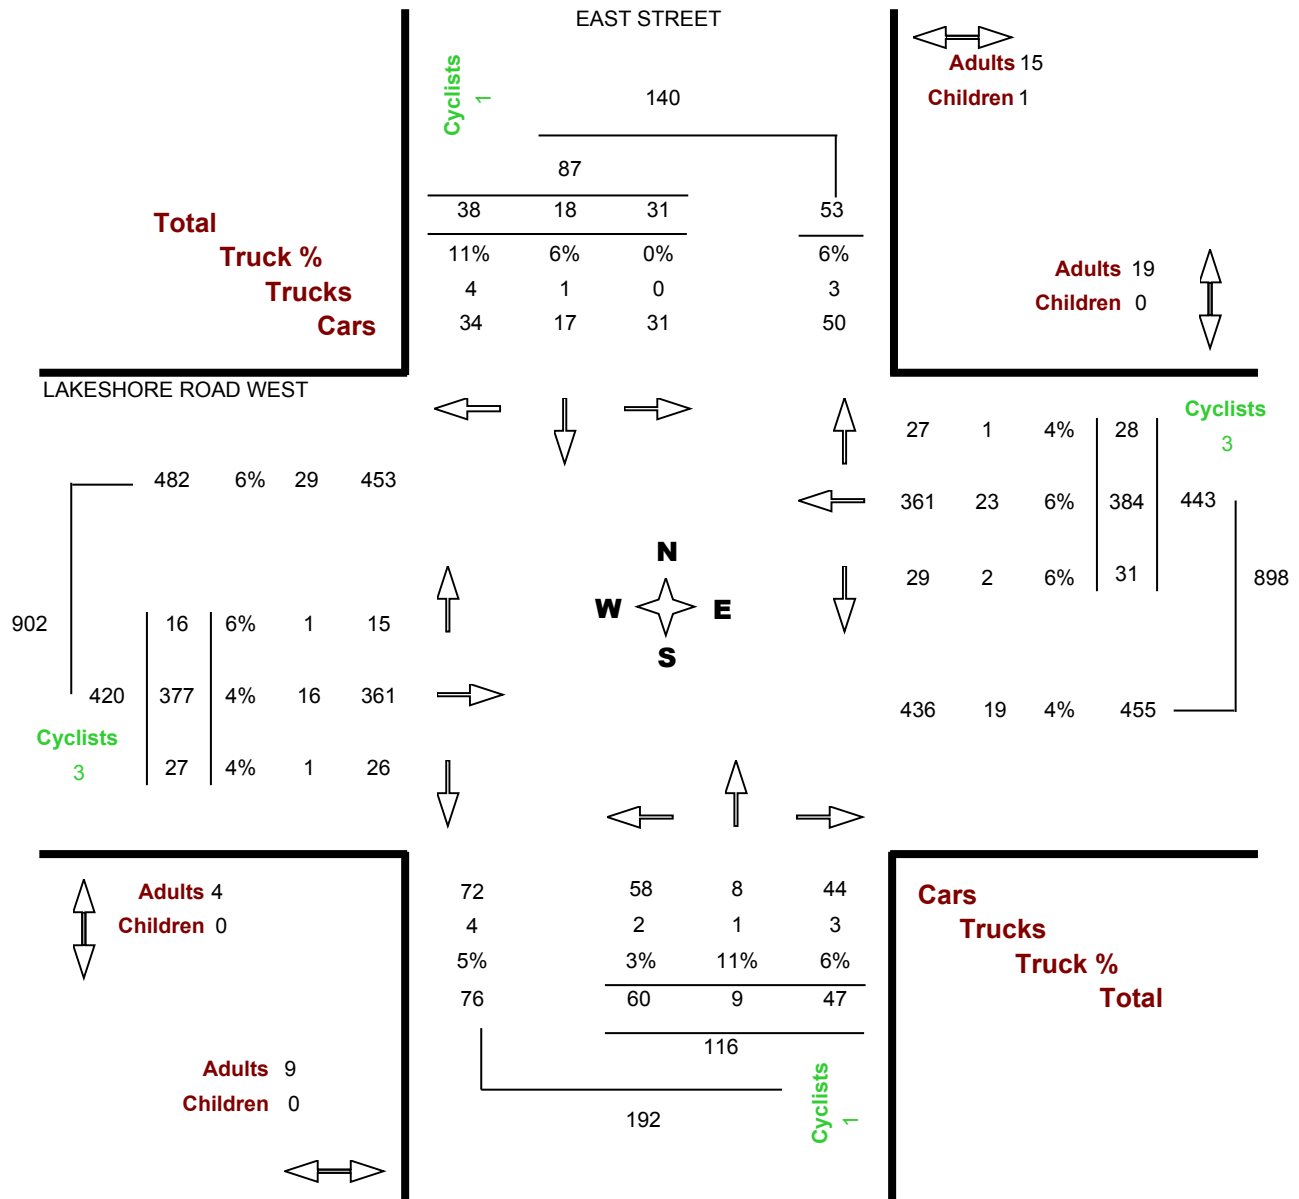 EAST STREET
Cyclists
1
140
87
38 18 31 53
11% 6% 0% 6%
4 1 0 3
34 17 31 50
Total
Truck %
Trucks
Cars
Adults 15
Children 1
Adults 19
Children 0
LAKESHORE ROAD WEST
Cyclists
3
27 1 4% 28
361 23 6% 384 443
29 2 6% 31
898
436 19 4% 455
482 6% 29 453
902
16 6% 1 15
420 377 4% 16 361
27 4% 1 26
Cyclists
3
N
W E
S
Adults 4
Children 0
Adults 9
Children 0
72 58 8 44
4 2 1 3
5% 3% 11% 6%
76 60 9 47
116
192
Cyclists
1
Cars
Trucks
Truck %
Total